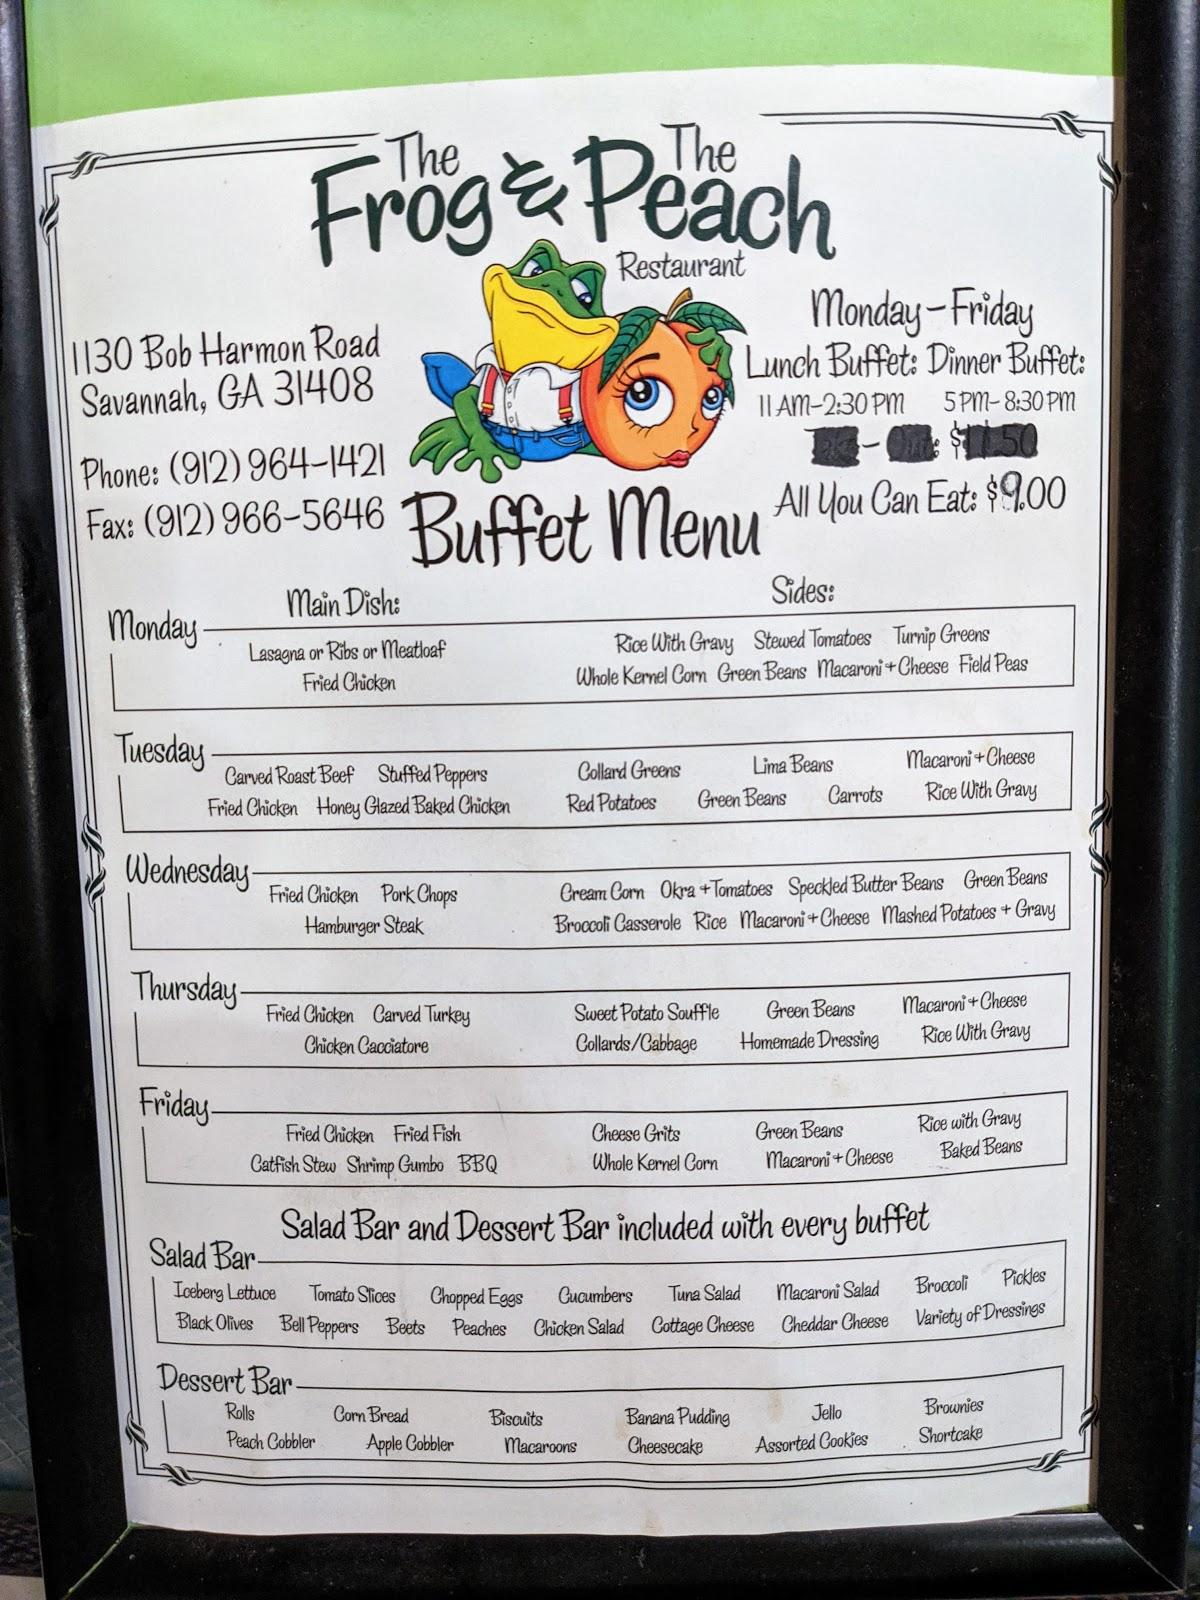 The Frog & The Peach
Restaurant
1130 Bob Harmon Road
Savannah, GA 31408
Phone: (912) 964-1421
Fax: (912) 966-5646
Monday - Friday
Lunch Buffet: Dinner Buffet:
11 AM-2:30 PM 5 PM-8:30 PM
All You Can Eat: $9.00
Buffet Menu
Main Dish: Sides:
Monday
Lasagna or Ribs or Meatloaf
Fried Chicken
Rice With Gravy Stewed Tomatoes Turnip Greens
Whole Kernel Corn Green Beans Macaroni + Cheese Field Peas
Tuesday
Carved Roast Beef Stuffed Peppers
Fried Chicken Honey Glazed Baked Chicken
Collard Greens Lima Beans Macaroni + Cheese
Red Potatoes Green Beans Carrots Rice With Gravy
Wednesday
Fried Chicken Pork Chops
Hamburger Steak
Cream Corn Okra + Tomatoes Speckled Butter Beans Green Beans
Broccoli Casserole Rice Macaroni + Cheese Mashed Potatoes + Gravy
Thursday
Fried Chicken Carved Turkey
Chicken Cacciatore
Sweet Potato Souffle Green Beans Macaroni + Cheese
Collards/Cabbage Homemade Dressing Rice With Gravy
Friday
Fried Chicken Fried Fish
Catfish Stew Shrimp Gumbo BBQ
Cheese Grits Green Beans Rice with Gravy
Whole Kernel Corn Macaroni + Cheese Baked Beans
Salad Bar and Dessert Bar included with every buffet
Salad Bar
Iceberg Lettuce Tomato Slices Chopped Eggs Cucumbers Tuna Salad Macaroni Salad Broccoli Pickles
Black Olives Bell Peppers Beets Peaches Chicken Salad Cottage Cheese Cheddar Cheese Variety of Dressings
Dessert Bar
Rolls Corn Bread Biscuits Banana Pudding Jello Brownies
Peach Cobbler Apple Cobbler Macaroons Cheesecake Assorted Cookies Shortcake